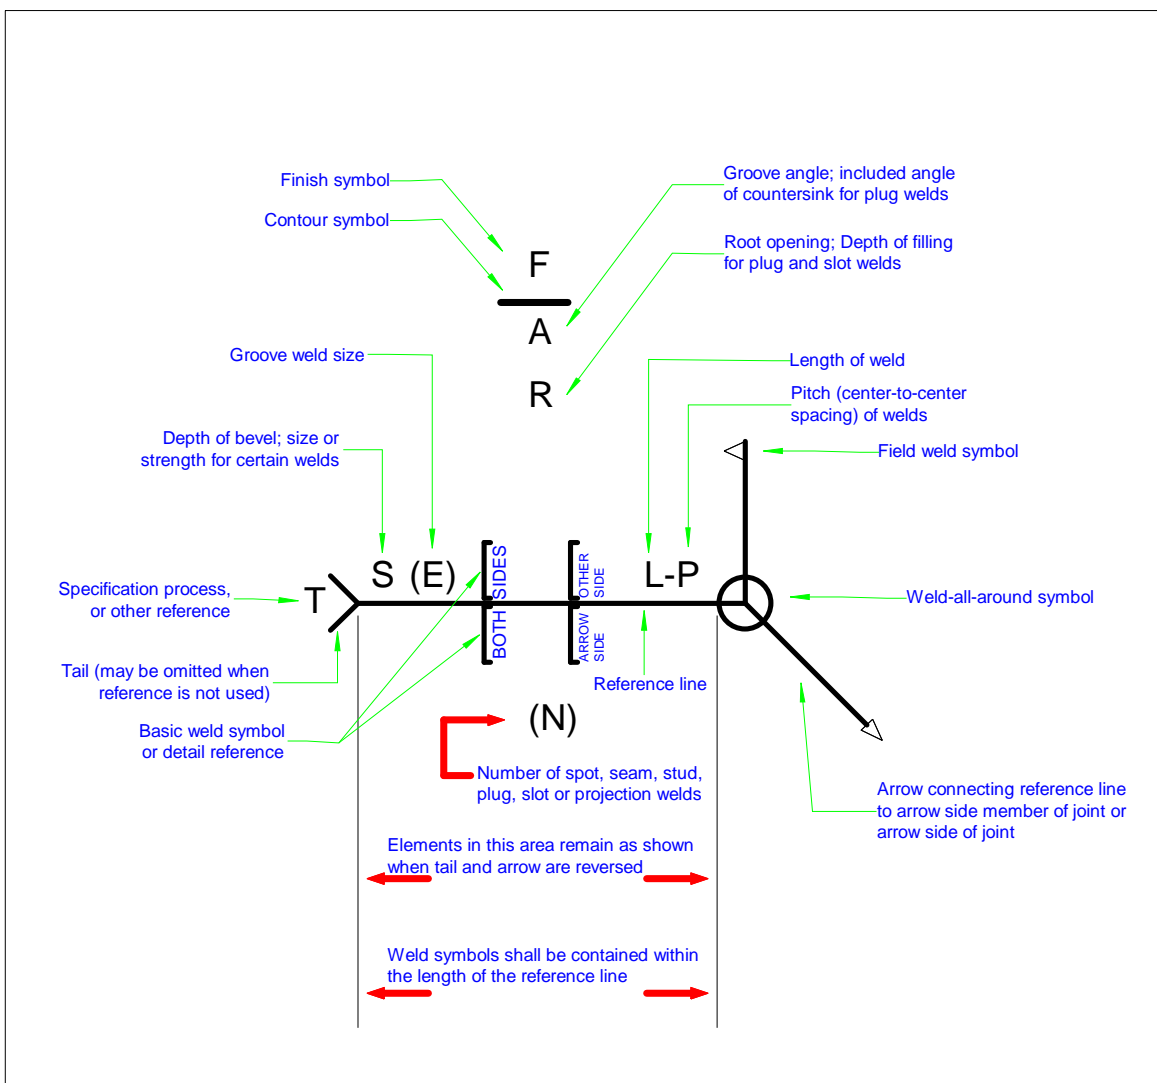 Finish symbol
Contour symbol
Groove angle; included angle
of countersink for plug welds
Root opening; Depth of filling
for plug and slot welds
F
A
R
Groove weld size
Depth of bevel; size or
strength for certain welds
Length of weld
Pitch (center-to-center
spacing) of welds
Field weld symbol
Specification process,
or other reference
T
S (E)
BOTH SIDES
OTHER
SIDE
ARROW
SIDE
L-P
Weld-all-around symbol
Tail (may be omitted when
reference is not used)
Reference line
Basic weld symbol
or detail reference
(N)
Number of spot, seam, stud,
plug, slot or projection welds
Arrow connecting reference line
to arrow side member of joint or
arrow side of joint
Elements in this area remain as shown
when tail and arrow are reversed
Weld symbols shall be contained within
the length of the reference line